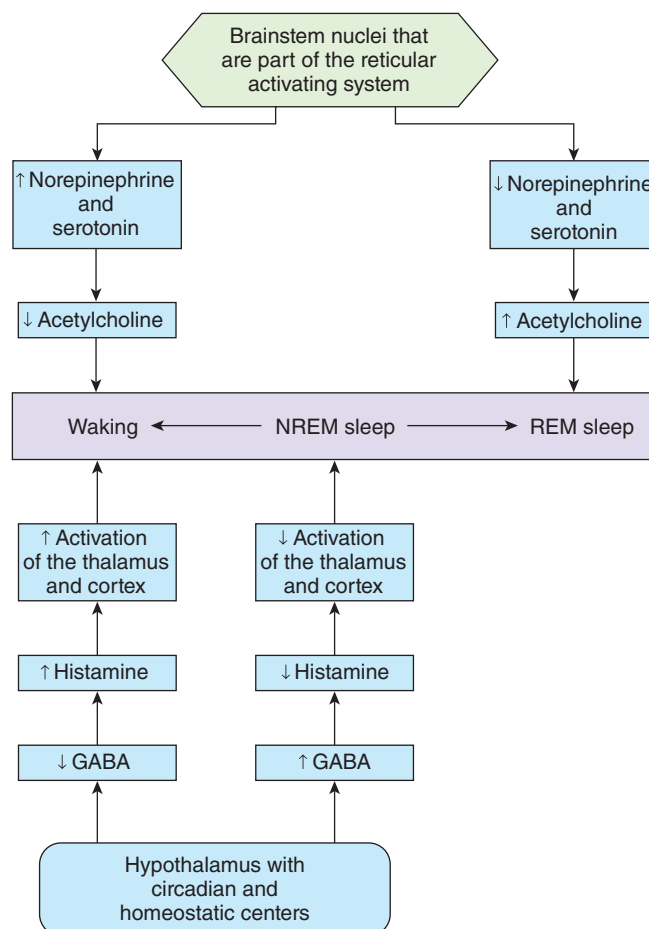 Brainstem nuclei that
are part of the reticular
activating system
↑ Norepinephrine
and
serotonin
↓ Norepinephrine
and
serotonin
↓ Acetylcholine
↑ Acetylcholine
Waking
NREM sleep
REM sleep
↑ Activation
of the thalamus
and cortex
↓ Activation
of the thalamus
and cortex
↑ Histamine
↓ Histamine
↓ GABA
↑ GABA
Hypothalamus with
circadian and
homeostatic centers